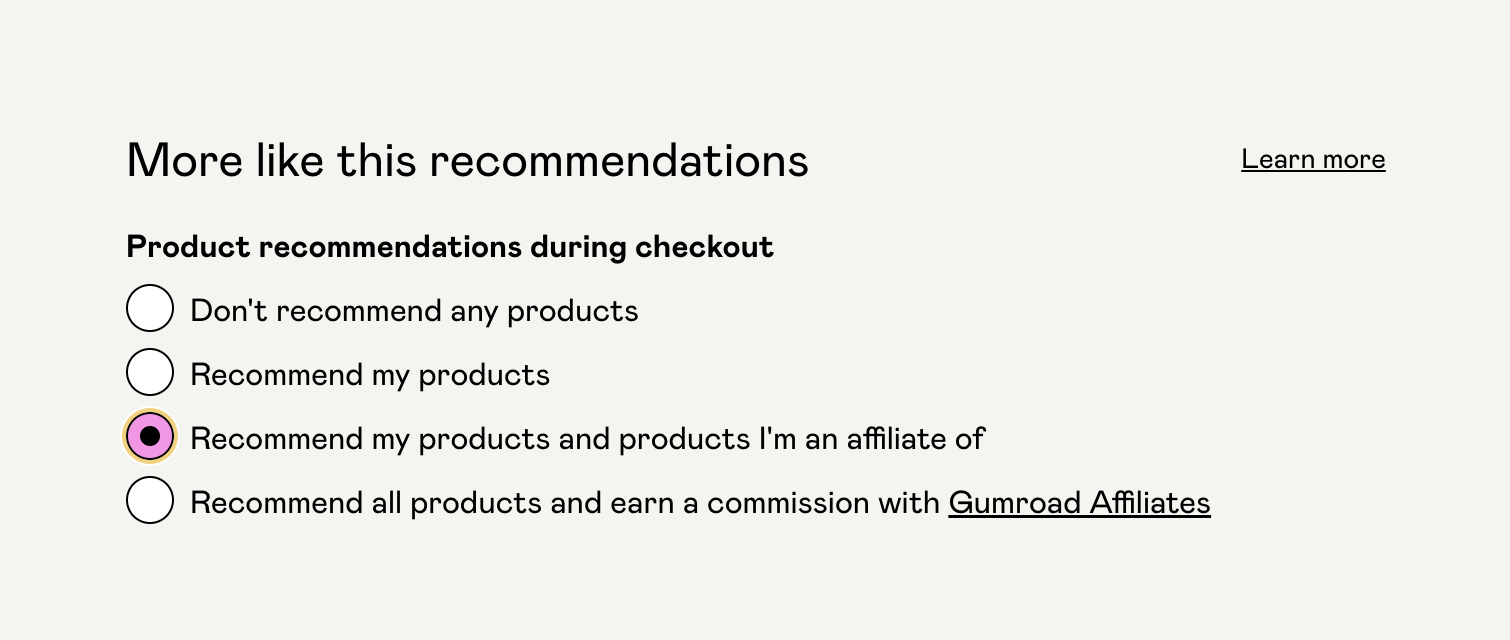 More like this recommendations
Learn more
Product recommendations during checkout
Don't recommend any products
Recommend my products
Recommend my products and products I'm an affiliate of
Recommend all products and earn a commission with Gumroad Affiliates